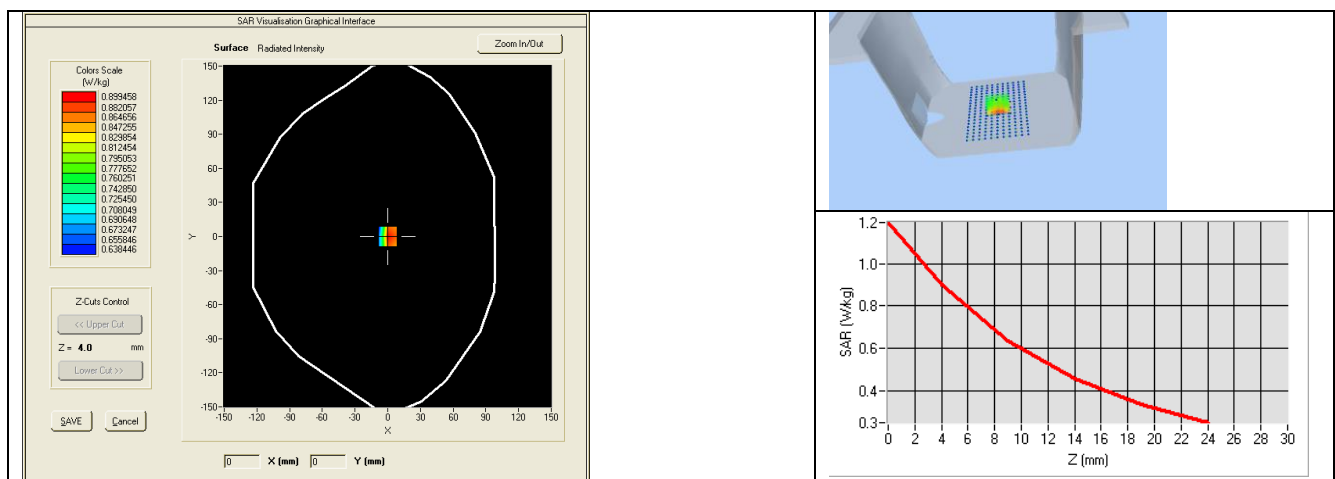 SAR Visualisation Graphical Interface
Surface Radiated Intensity
Zoom In/Out
Colors Scale
(W/kg)
0.899458
0.882057
0.864656
0.847255
0.829854
0.812454
0.795053
0.777652
0.760251
0.742850
0.725450
0.708049
0.690648
0.673247
0.655846
0.638446
Z-Cuts Control
<< Upper Cut
Z = 4.0 mm
Lower Cut >>
SAVE Cancel
150-
120-
90-
60-
30-
0-
-30-
-60-
-90-
-120-
-150-
Y
-150 -120 -90 -60 -30 0 30 60 90 120 150
X
0 X (mm) 0 Y (mm)
1.2-
1.0-
0.8-
0.6-
0.4-
0.3-
SAR (W/kg)
0 2 4 6 8 10 12 14 16 18 20 22 24 26 28 30
Z (mm)